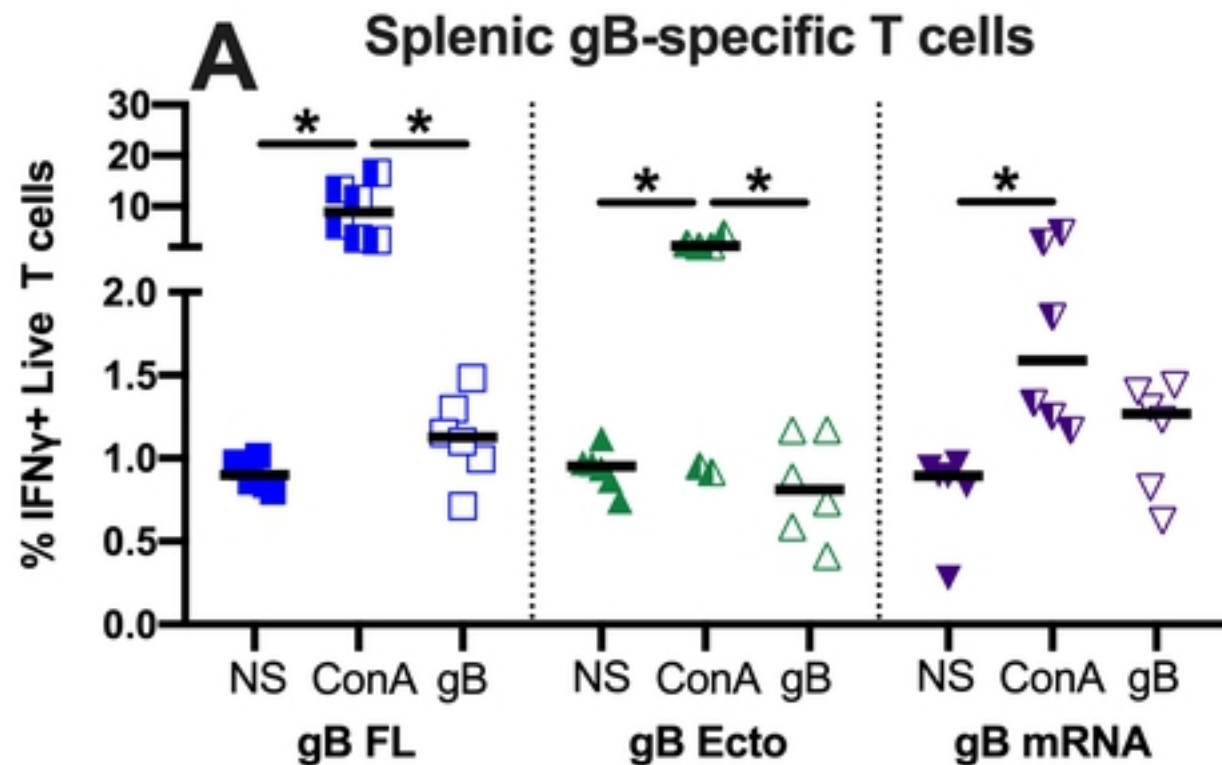 A
Splenic gB-specific T cells
% IFNγ+ Live T cells
30
20
10
2.0
1.5
1.0
0.5
0.0
* * * * *
NS ConA gB NS ConA gB NS ConA gB
gB FL gB Ecto gB mRNA